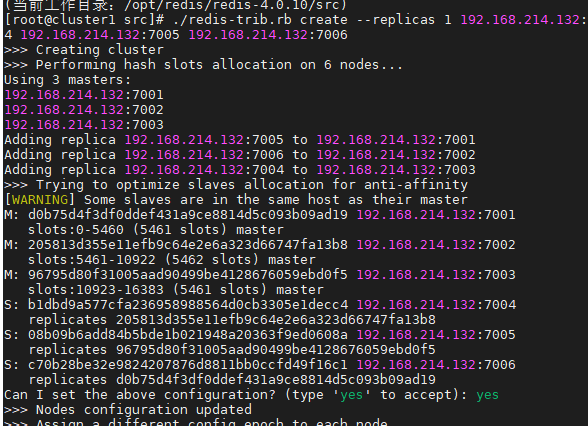 (当前工作目录: /opt/redis/redis-4.0.10/src)
[root@cluster1 src]# ./redis-trib.rb create --replicas 1 192.168.214.132:
4 192.168.214.132:7005 192.168.214.132:7006
>>> Creating cluster
>>> Performing hash slots allocation on 6 nodes...
Using 3 masters:
192.168.214.132:7001
192.168.214.132:7002
192.168.214.132:7003
Adding replica 192.168.214.132:7005 to 192.168.214.132:7001
Adding replica 192.168.214.132:7006 to 192.168.214.132:7002
Adding replica 192.168.214.132:7004 to 192.168.214.132:7003
>>> Trying to optimize slaves allocation for anti-affinity
[WARNING] Some slaves are in the same host as their master
M: d0b75d4f3df0ddef431a9ce8814d5c093b09ad19 192.168.214.132:7001
slots:0-5460 (5461 slots) master
M: 205813d355e11efb9c64e2e6a323d66747fa13b8 192.168.214.132:7002
slots:5461-10922 (5462 slots) master
M: 96795d80f31005aad90499be4128676059ebd0f5 192.168.214.132:7003
slots:10923-16383 (5461 slots) master
S: b1dbd9a577cfa236958988564d0cb3305e1decc4 192.168.214.132:7004
replicates 205813d355e11efb9c64e2e6a323d66747fa13b8
S: 08b09b6add84b5bde1b021948a20363f9ed0608a 192.168.214.132:7005
replicates 96795d80f31005aad90499be4128676059ebd0f5
S: c70b28be32e9824207876d8811bb0ccfd49f16c1 192.168.214.132:7006
replicates d0b75d4f3df0ddef431a9ce8814d5c093b09ad19
Can I set the above configuration? (type 'yes' to accept): yes
>>> Nodes configuration updated
>>> Assign a different config epoch to each node